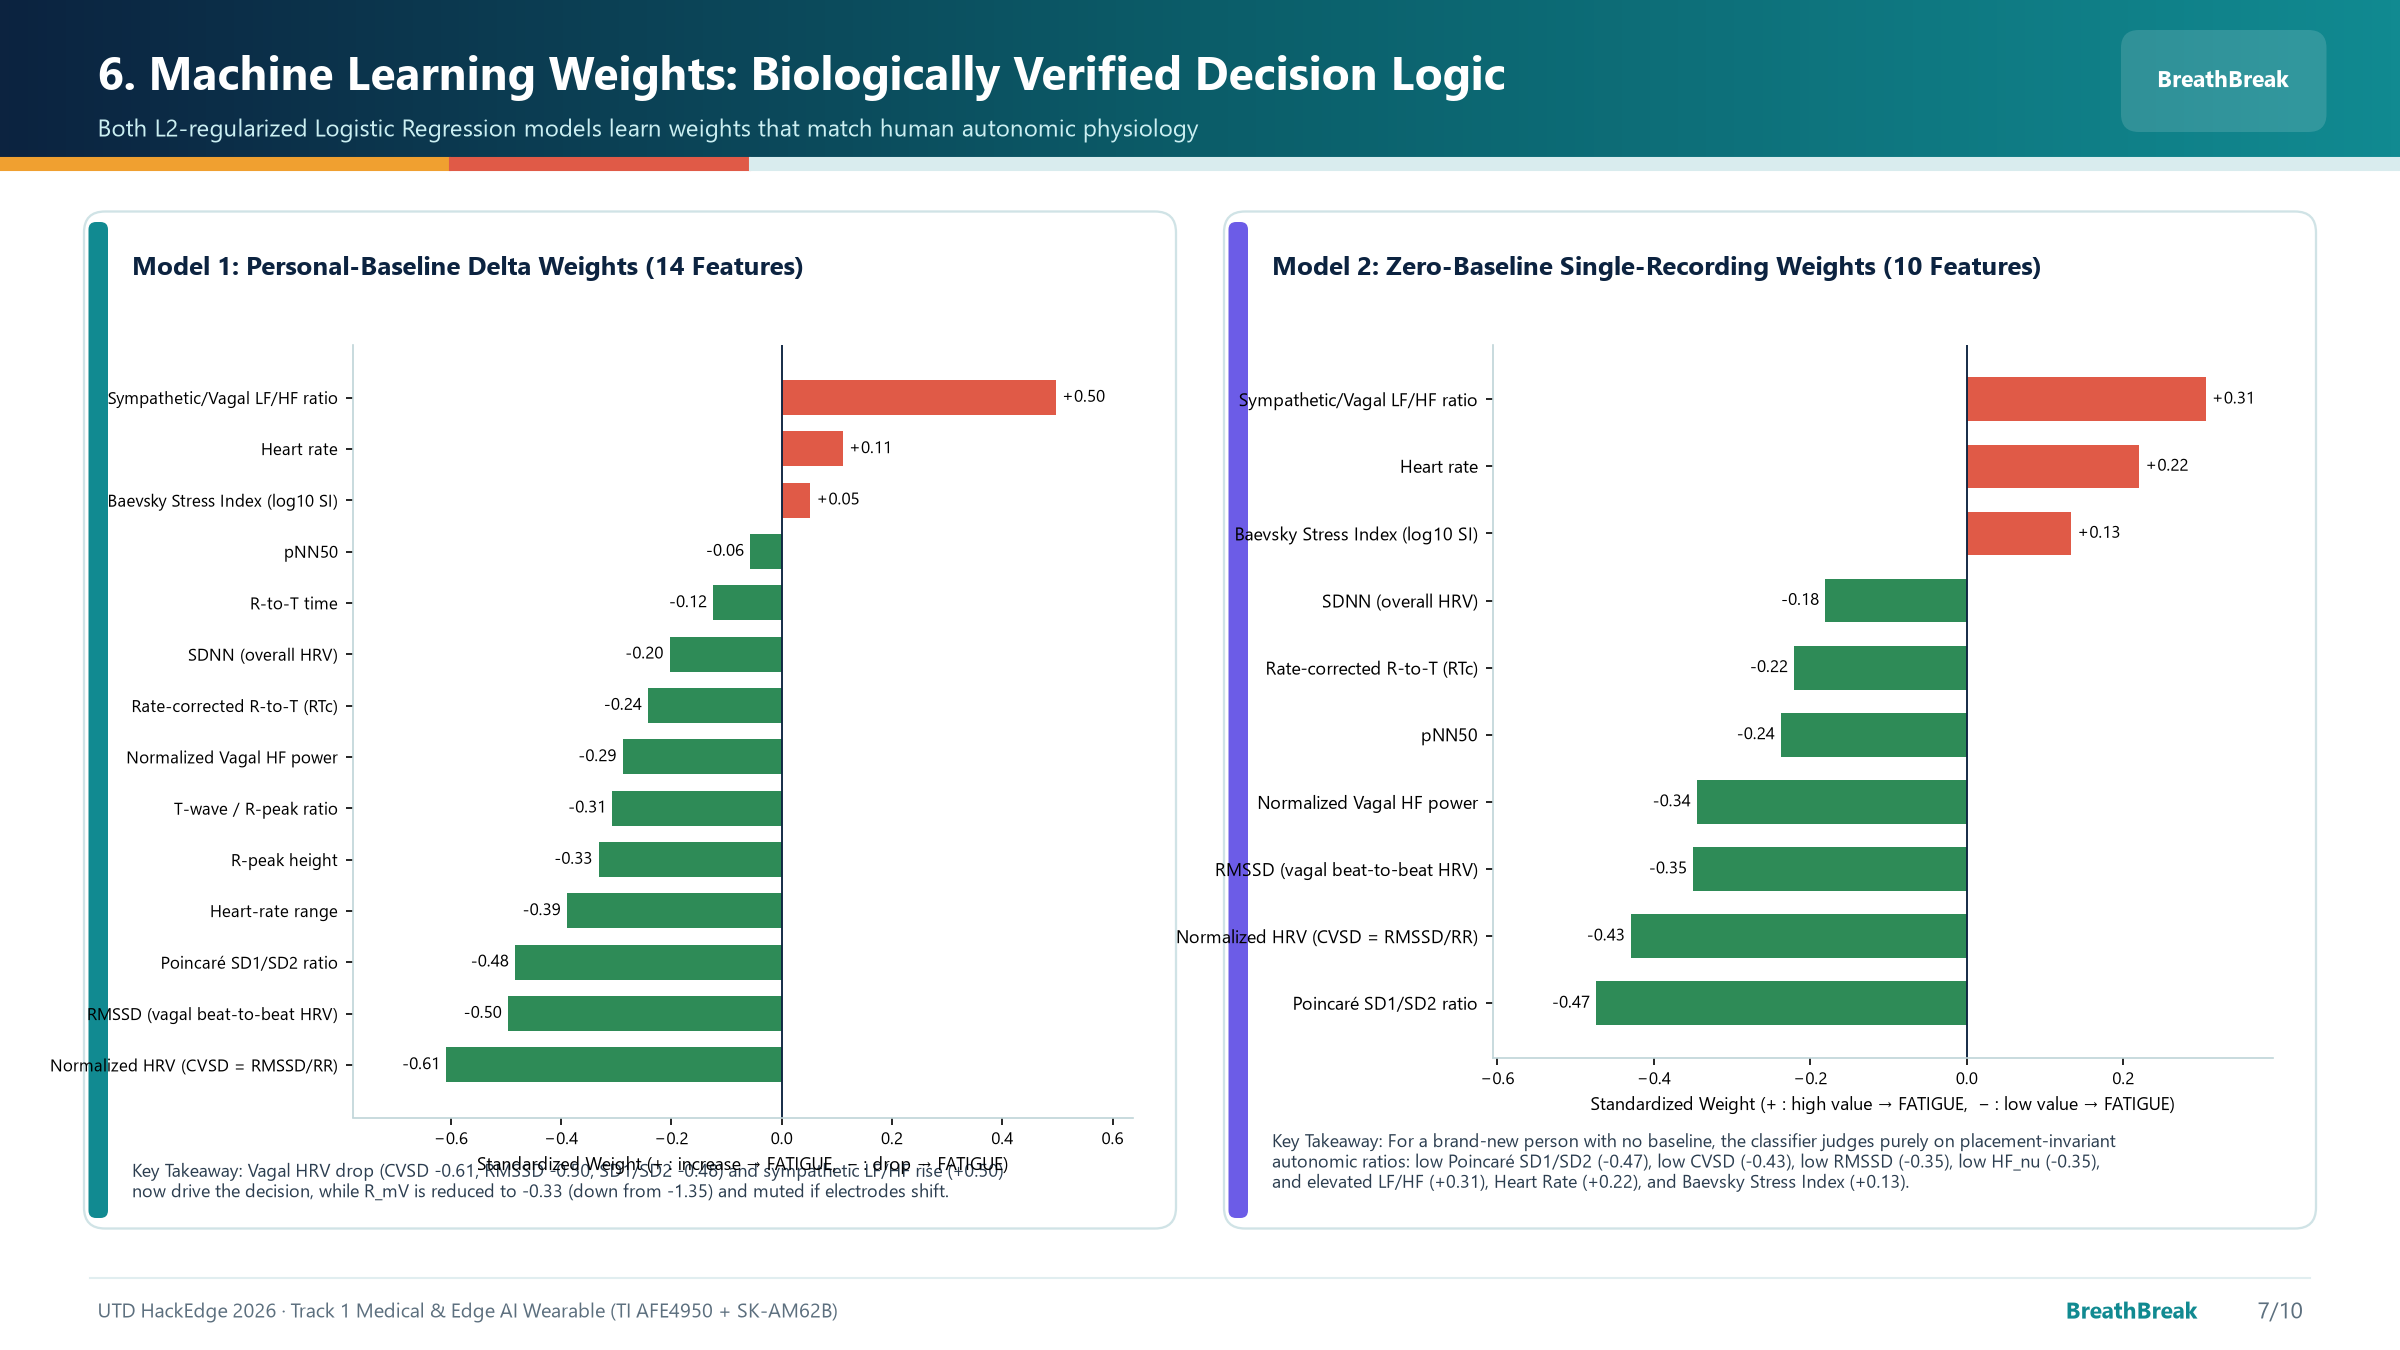 6. Machine Learning Weights: Biologically Verified Decision Logic
Both L2-regularized Logistic Regression models learn weights that match human autonomic physiology
BreathBreak
Model 1: Personal-Baseline Delta Weights (14 Features)
Sympathetic/Vagal LF/HF ratio
+0.50
Heart rate
+0.11
Baevsky Stress Index (log10 SI)
+0.05
pNN50
-0.06
R-to-T time
-0.12
SDNN (overall HRV)
-0.20
Rate-corrected R-to-T (RTc)
-0.24
Normalized Vagal HF power
-0.29
T-wave / R-peak ratio
-0.31
R-peak height
-0.33
Heart-rate range
-0.39
Poincaré SD1/SD2 ratio
-0.48
RMSSD (vagal beat-to-beat HRV)
-0.50
Normalized HRV (CVSD = RMSSD/RR)
-0.61
−0.6 −0.4 −0.2 0.0 0.2 0.4 0.6
Standardized Weight (+ : increase → FATIGUE, − : drop → FATIGUE)
Key Takeaway: Vagal HRV drop (CVSD -0.61, RMSSD -0.50, SD1/SD2 -0.48) and sympathetic LF/HF rise (+0.50)
now drive the decision, while R_mV is reduced to -0.33 (down from -1.35) and muted if electrodes shift.
Model 2: Zero-Baseline Single-Recording Weights (10 Features)
Sympathetic/Vagal LF/HF ratio
+0.31
Heart rate
+0.22
Baevsky Stress Index (log10 SI)
+0.13
SDNN (overall HRV)
-0.18
Rate-corrected R-to-T (RTc)
-0.22
pNN50
-0.24
Normalized Vagal HF power
-0.34
RMSSD (vagal beat-to-beat HRV)
-0.35
Normalized HRV (CVSD = RMSSD/RR)
-0.43
Poincaré SD1/SD2 ratio
-0.47
−0.6 −0.4 −0.2 0.0 0.2
Standardized Weight (+ : high value → FATIGUE, − : low value → FATIGUE)
Key Takeaway: For a brand-new person with no baseline, the classifier judges purely on placement-invariant
autonomic ratios: low Poincaré SD1/SD2 (-0.47), low CVSD (-0.43), low RMSSD (-0.35), low HF_nu (-0.35),
and elevated LF/HF (+0.31), Heart Rate (+0.22), and Baevsky Stress Index (+0.13).
UTD HackEdge 2026 · Track 1 Medical & Edge AI Wearable (TI AFE4950 + SK-AM62B)
BreathBreak
7/10